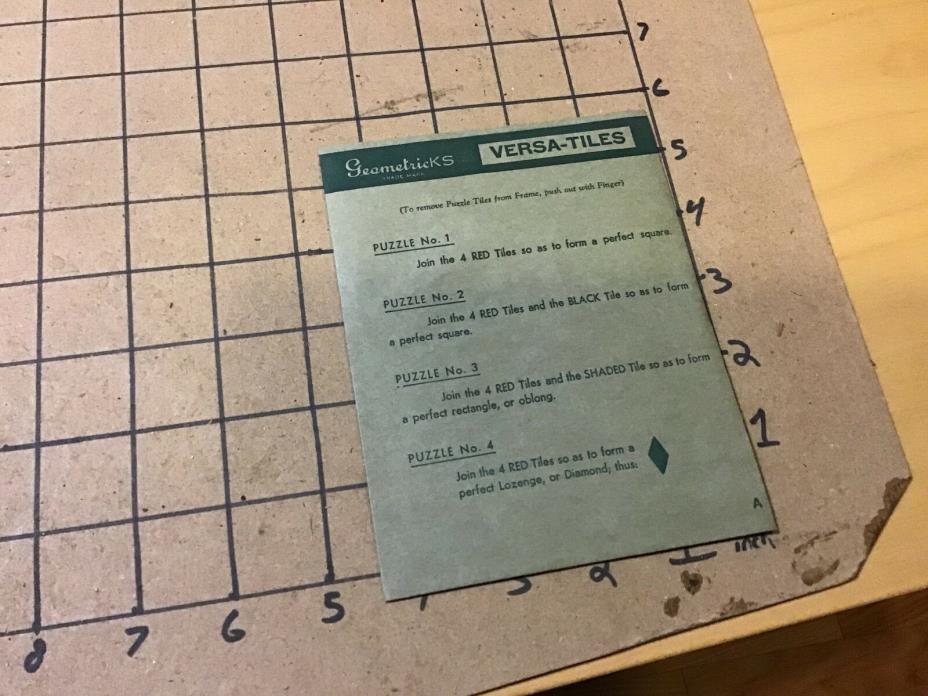 7
6
5
4
3
2
1
GeometricKS
TRADE MARK
VERSA-TILES
(To remove Puzzle Tiles from Frame, push out with Finger)
PUZZLE No. 1
Join the 4 RED Tiles so as to form a perfect square.
PUZZLE No. 2
Join the 4 RED Tiles and the BLACK Tile so as to form
a perfect square.
PUZZLE No. 3
Join the 4 RED Tiles and the SHADED Tile so as to form
a perfect rectangle, or oblong.
PUZZLE No. 4
Join the 4 RED Tiles so as to form a
perfect Lozenge, or Diamond; thus:
A
8 7 6 5 3 2 1 inch